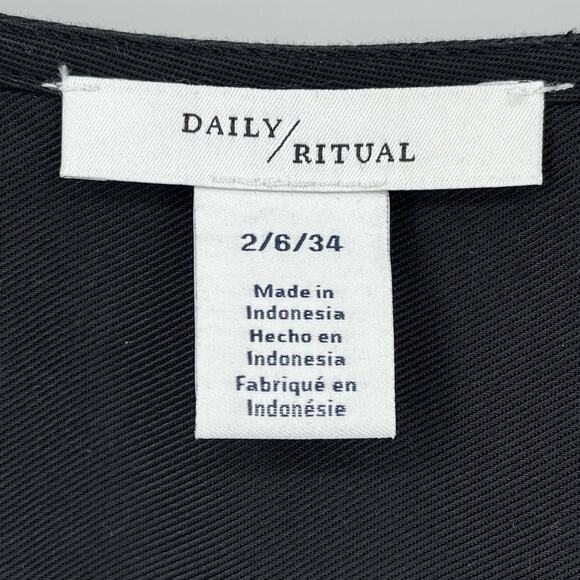 DAILY/RITUAL
2/6/34
Made in
Indonesia
Hecho en
Indonesia
Fabriqué en
Indonésie